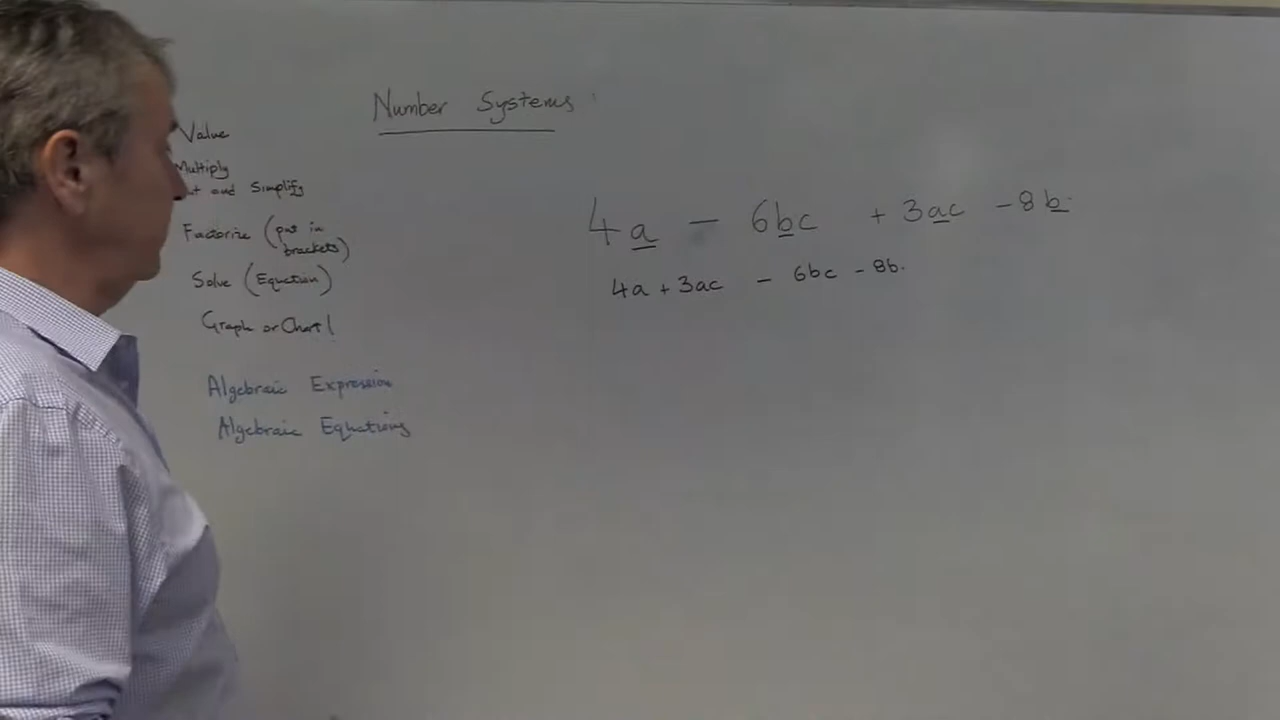 Number Systems
Value
Multiply
and Simplify
Factorize (put in
brackets)
Solve (Equation)
Graph or Chart!
Algebraic Expression
Algebraic Equations
4a - 6bc + 3ac - 8b.
4a + 3ac - 6bc - 8b.